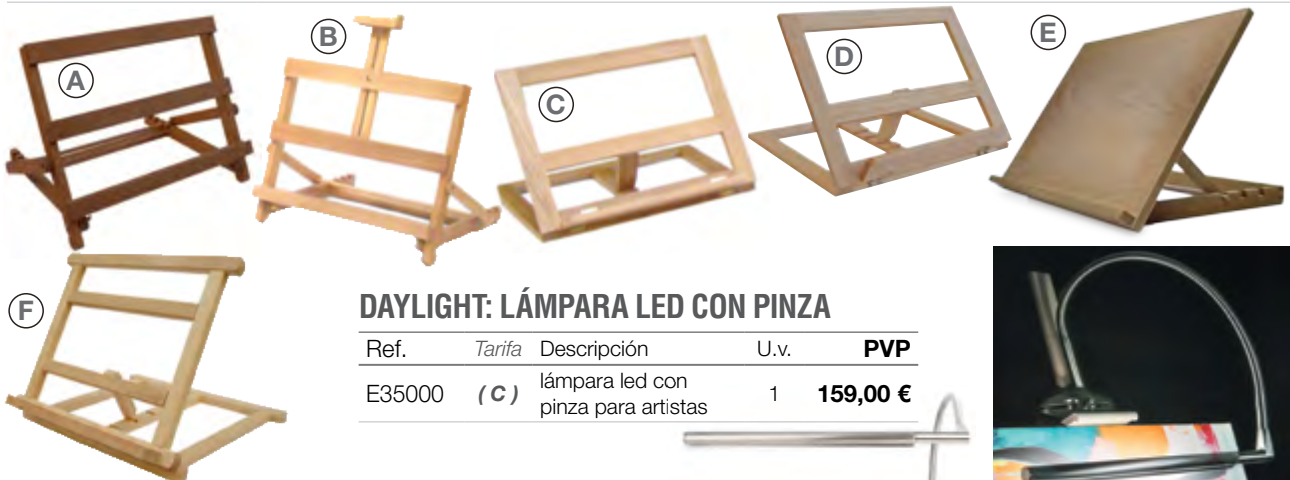 A
B
C
D
E
F
DAYLIGHT: LÁMPARA LED CON PINZA
Ref. Tarifa Descripción U.v. PVP
E35000 ( C ) lámpara led con pinza para artistas 1 159,00 €